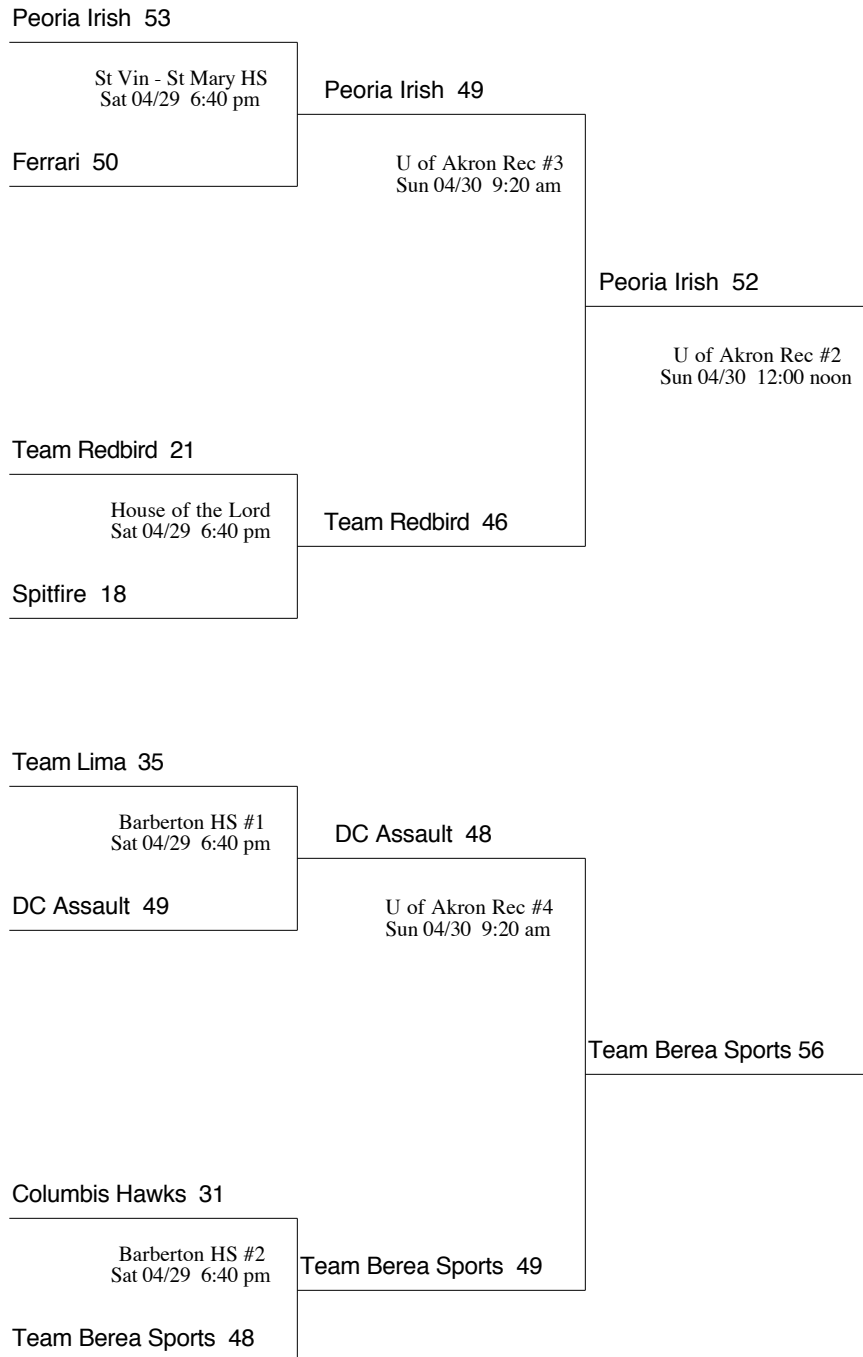 Peoria Irish 53
St Vin - St Mary HS
Sat 04/29 6:40 pm
Peoria Irish 49
Ferrari 50
U of Akron Rec #3
Sun 04/30 9:20 am
Peoria Irish 52
U of Akron Rec #2
Sun 04/30 12:00 noon
Team Redbird 21
House of the Lord
Sat 04/29 6:40 pm
Team Redbird 46
Spitfire 18
Team Lima 35
Barberton HS #1
Sat 04/29 6:40 pm
DC Assault 48
DC Assault 49
U of Akron Rec #4
Sun 04/30 9:20 am
Team Berea Sports 56
Columbis Hawks 31
Barberton HS #2
Sat 04/29 6:40 pm
Team Berea Sports 49
Team Berea Sports 48